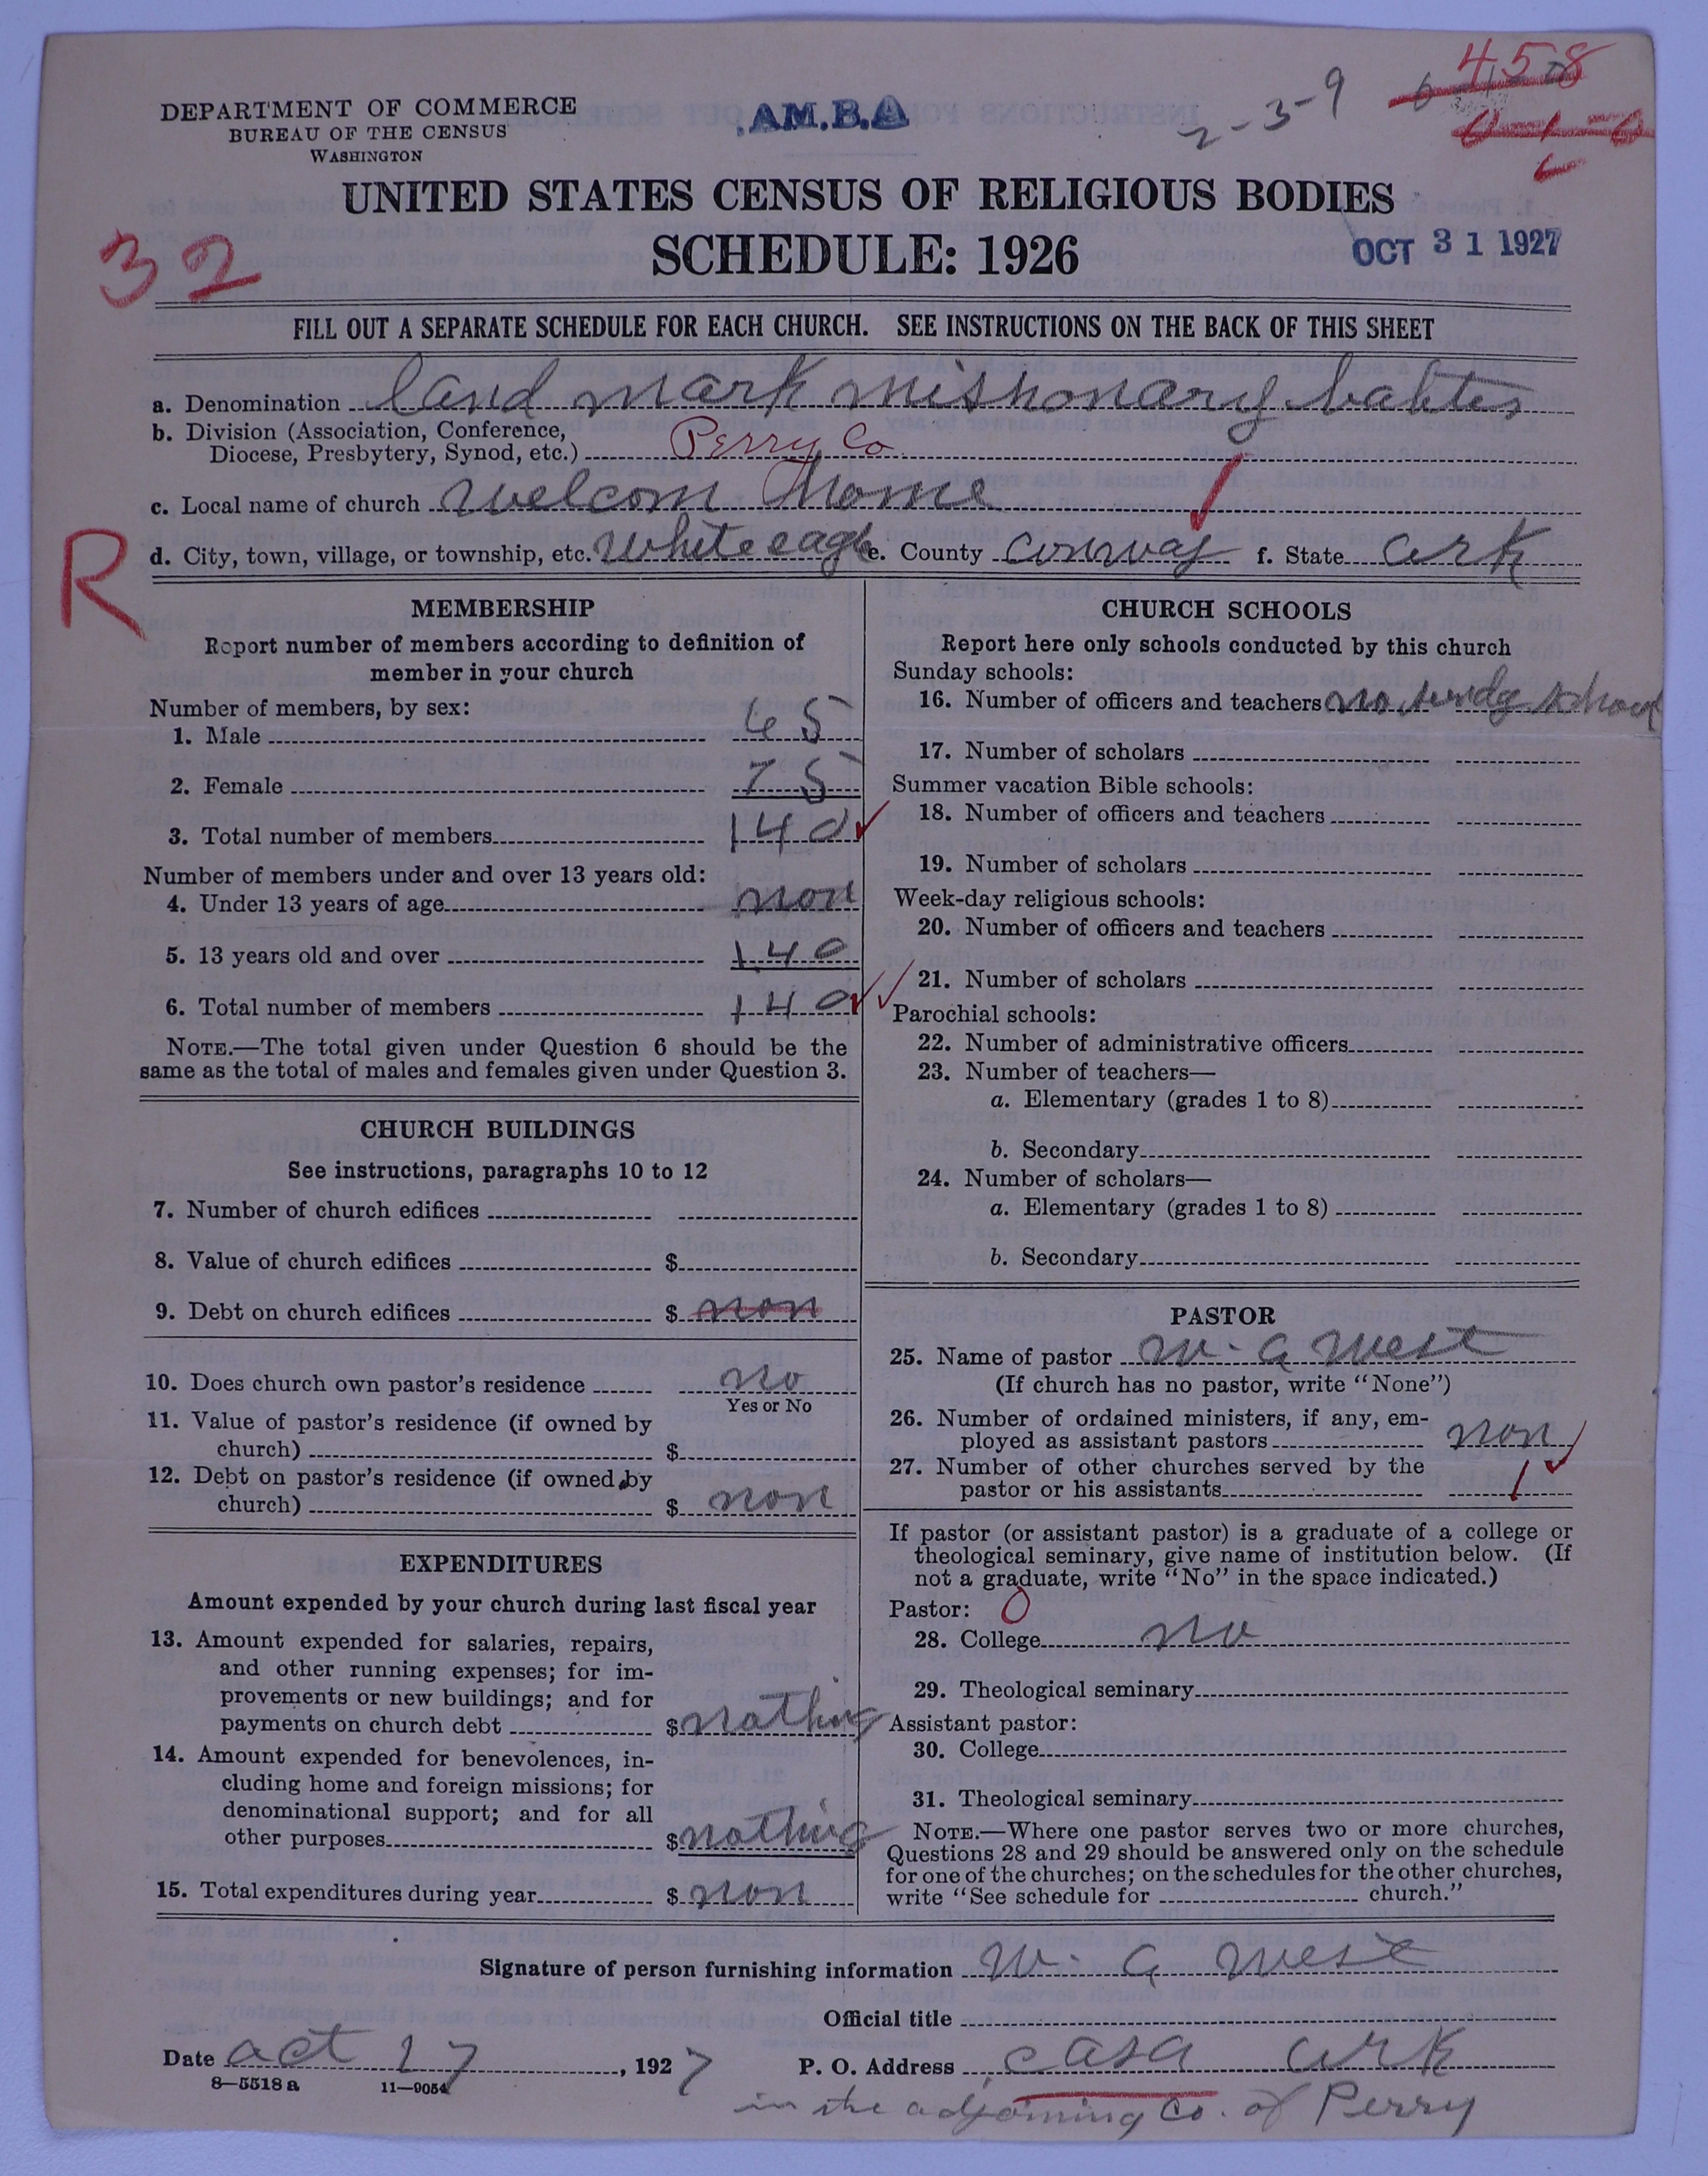 DEPARTMENT OF COMMERCE
BUREAU OF THE CENSUS
WASHINGTON
AM.B.A
2-3-9
458
UNITED STATES CENSUS OF RELIGIOUS BODIES
SCHEDULE: 1926
OCT 31 1927
32
FILL OUT A SEPARATE SCHEDULE FOR EACH CHURCH. SEE INSTRUCTIONS ON THE BACK OF THIS SHEET
a. Denomination land mark mishonary babtes
b. Division (Association, Conference,
Diocese, Presbytery, Synod, etc.) Perry Co
c. Local name of church welcom home
R
d. City, town, village, or township, etc. white eagle e. County conway f. State ark
MEMBERSHIP
Report number of members according to definition of
member in your church
Number of members, by sex:
1. Male 65
2. Female 75
3. Total number of members 140
Number of members under and over 13 years old:
4. Under 13 years of age non
5. 13 years old and over 140
6. Total number of members 140
NOTE.—The total given under Question 6 should be the
same as the total of males and females given under Question 3.
CHURCH BUILDINGS
See instructions, paragraphs 10 to 12
7. Number of church edifices
8. Value of church edifices $
9. Debt on church edifices $ non
10. Does church own pastor's residence no
Yes or No
11. Value of pastor's residence (if owned by
church) $
12. Debt on pastor's residence (if owned by
church) $ non
EXPENDITURES
Amount expended by your church during last fiscal year
13. Amount expended for salaries, repairs,
and other running expenses; for im-
provements or new buildings; and for
payments on church debt $ nothing
14. Amount expended for benevolences, in-
cluding home and foreign missions; for
denominational support; and for all
other purposes $ nothing
15. Total expenditures during year $ non
CHURCH SCHOOLS
Report here only schools conducted by this church
Sunday schools:
16. Number of officers and teachers no school
17. Number of scholars
Summer vacation Bible schools:
18. Number of officers and teachers
19. Number of scholars
Week-day religious schools:
20. Number of officers and teachers
21. Number of scholars
Parochial schools:
22. Number of administrative officers
23. Number of teachers—
a. Elementary (grades 1 to 8)
b. Secondary
24. Number of scholars—
a. Elementary (grades 1 to 8)
b. Secondary
PASTOR
25. Name of pastor W. a west
(If church has no pastor, write "None")
26. Number of ordained ministers, if any, em-
ployed as assistant pastors non
27. Number of other churches served by the
pastor or his assistants 1
If pastor (or assistant pastor) is a graduate of a college or
theological seminary, give name of institution below. (If
not a graduate, write "No" in the space indicated.)
Pastor: 0
28. College no
29. Theological seminary
Assistant pastor:
30. College
31. Theological seminary
NOTE.—Where one pastor serves two or more churches,
Questions 28 and 29 should be answered only on the schedule
for one of the churches; on the schedules for the other churches,
write "See schedule for church."
Signature of person furnishing information W. a west
Official title
Date oct 27, 1927 P. O. Address casa ark
8—5518 a 11—9054
in the adjoining Co. of Perry